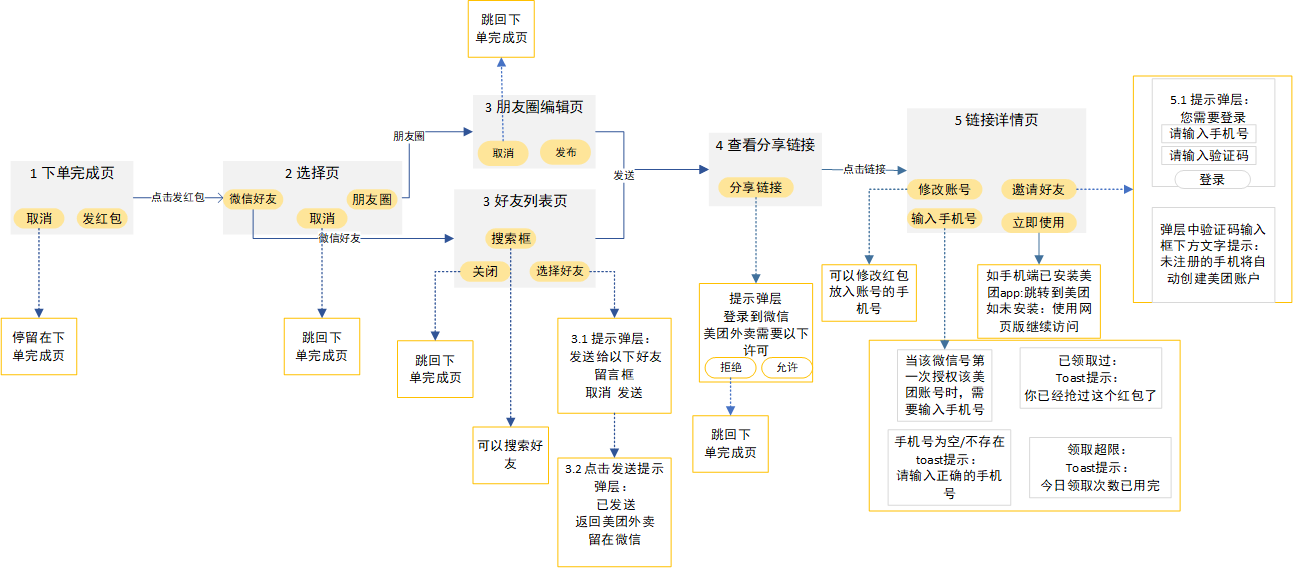 1 下单完成页
取消
发红包
停留在下
单完成页
点击发红包
2 选择页
微信好友
取消
朋友圈
跳回下
单完成页
朋友圈
微信好友
跳回下
单完成页
3 朋友圈编辑页
取消
发布
3 好友列表页
搜索框
关闭
选择好友
跳回下
单完成页
可以搜索好
友
3.1 提示弹层：
发送给以下好友
留言框
取消 发送
3.2 点击发送提示
弹层：
已发送
返回美团外卖
留在微信
发送
4 查看分享链接
分享链接
提示弹层
登录到微信
美团外卖需要以下
许可
拒绝
允许
跳回下
单完成页
点击链接
5 链接详情页
修改账号
邀请好友
输入手机号
立即使用
可以修改红包
放入账号的手
机号
如手机端已安装美
团app:跳转到美团
如未安装：使用网
页版继续访问
当该微信号第
一次授权该美
团账号时，需
要输入手机号
已领取过：
Toast提示：
你已经抢过这个红包了
手机号为空/不存在
toast提示：
请输入正确的手机
号
领取超限：
Toast提示：
今日领取次数已用完
5.1 提示弹层：
您需要登录
请输入手机号
请输入验证码
登录
弹层中验证码输入
框下方文字提示：
未注册的手机将自
动创建美团账户